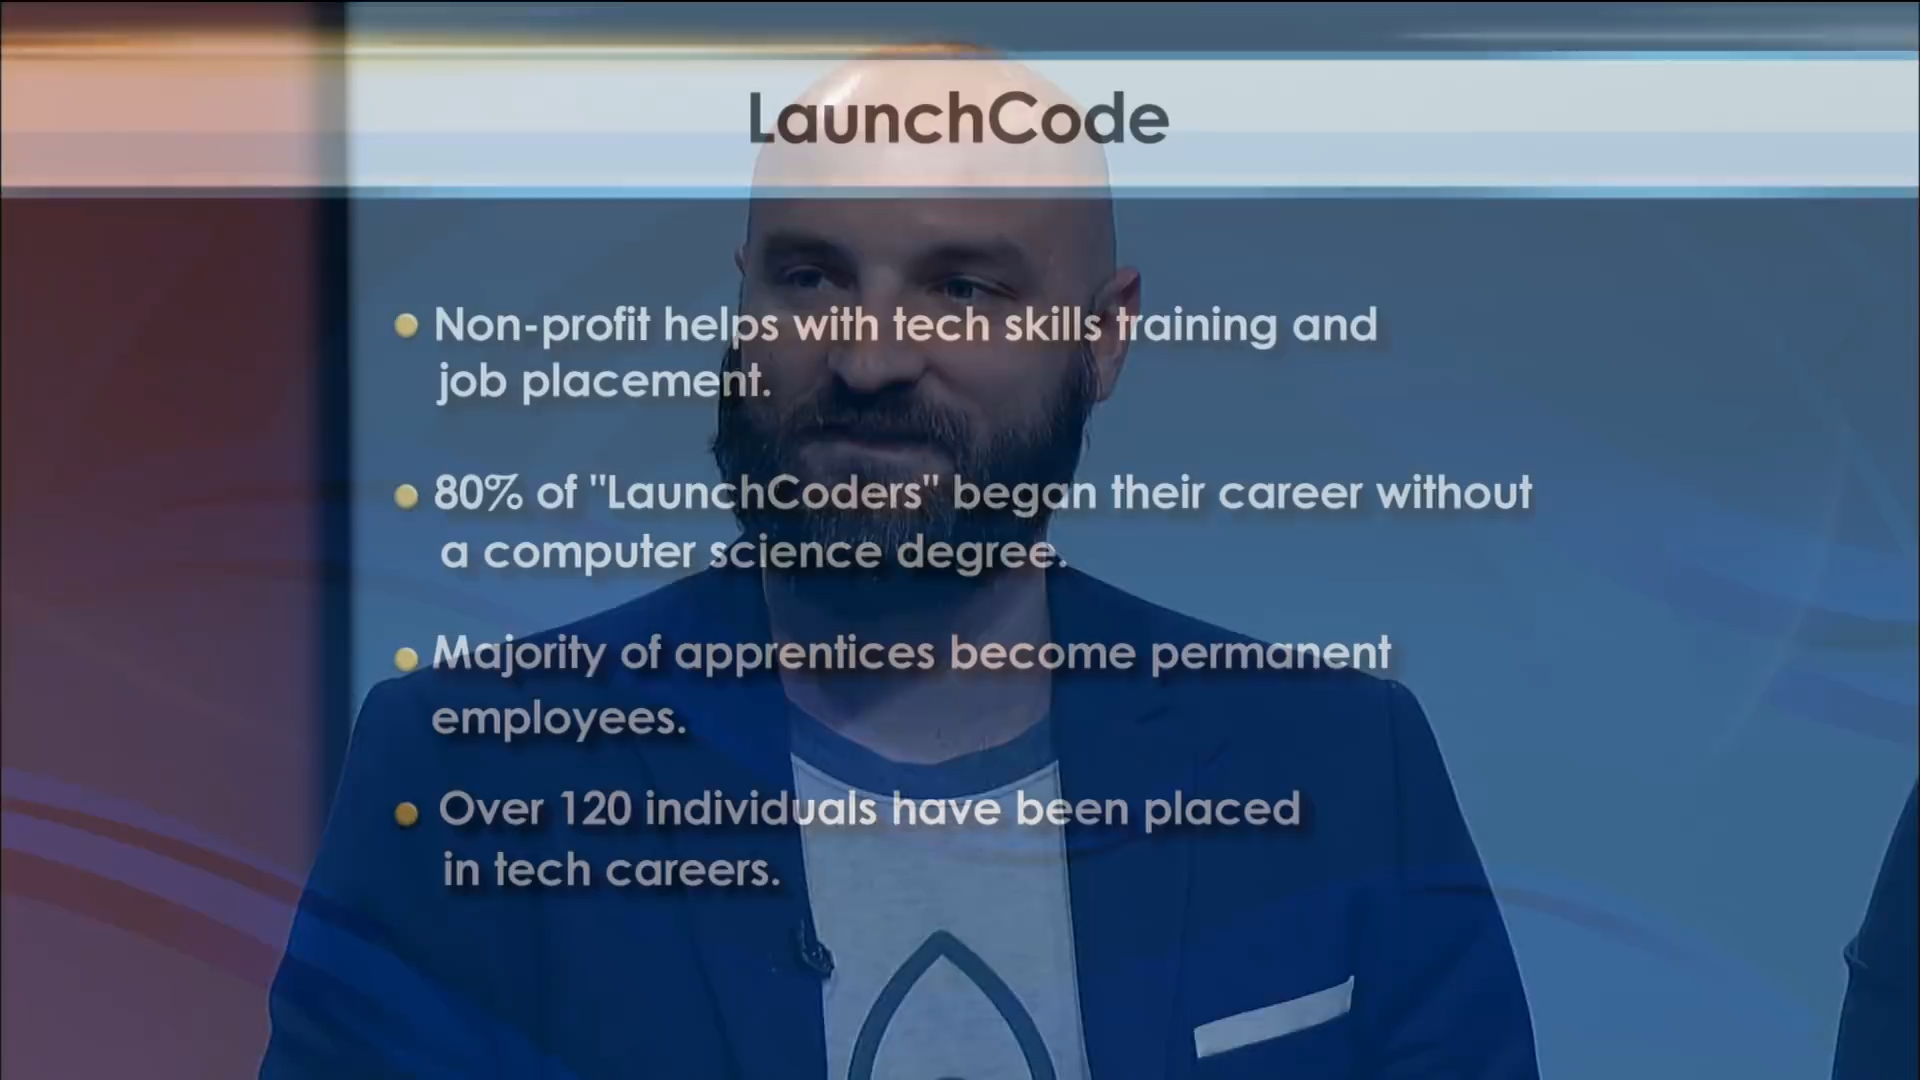 LaunchCode
Non-profit helps with tech skills training and
job placement.
80% of "LaunchCoders" began their career without
a computer science degree.
Majority of apprentices become permanent
employees.
Over 120 individuals have been placed
in tech careers.